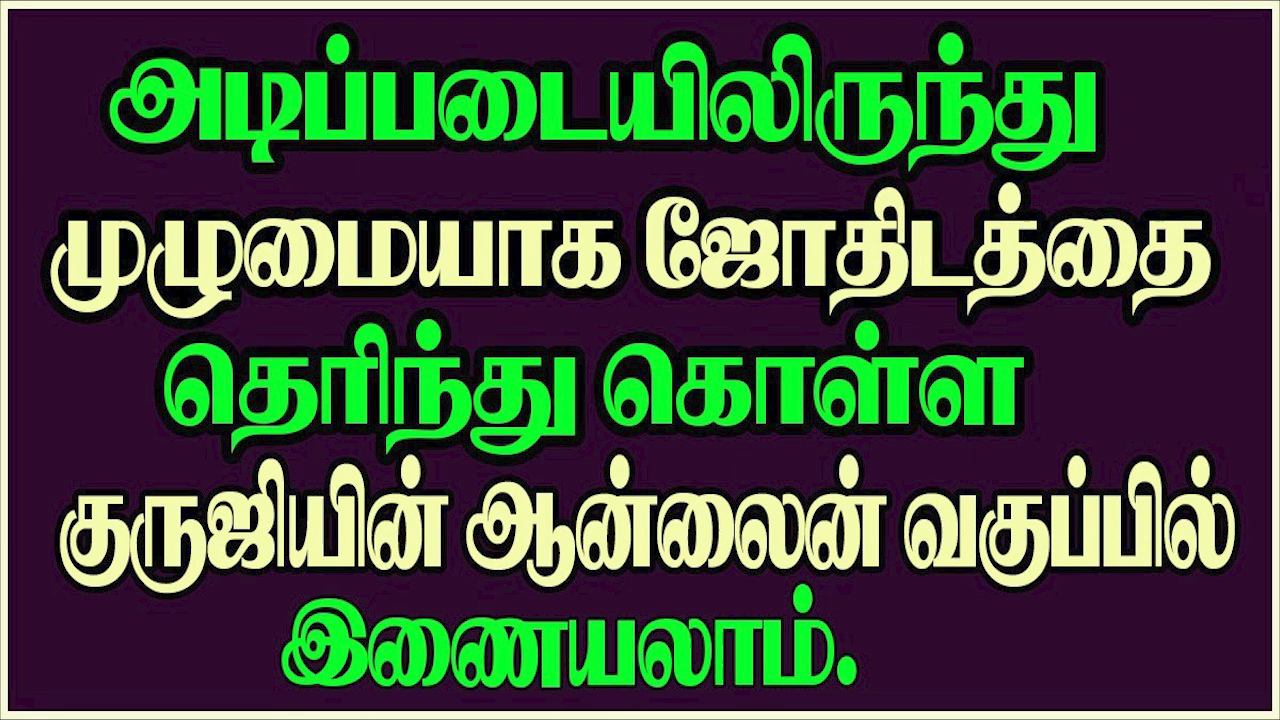 அடிப்படையிலிருந்து
முழுமையாக ஜோதிடத்தை
தெரிந்து கொள்ள
குருஜியின் ஆன்லைன் வகுப்பில்
இணையலாம்.